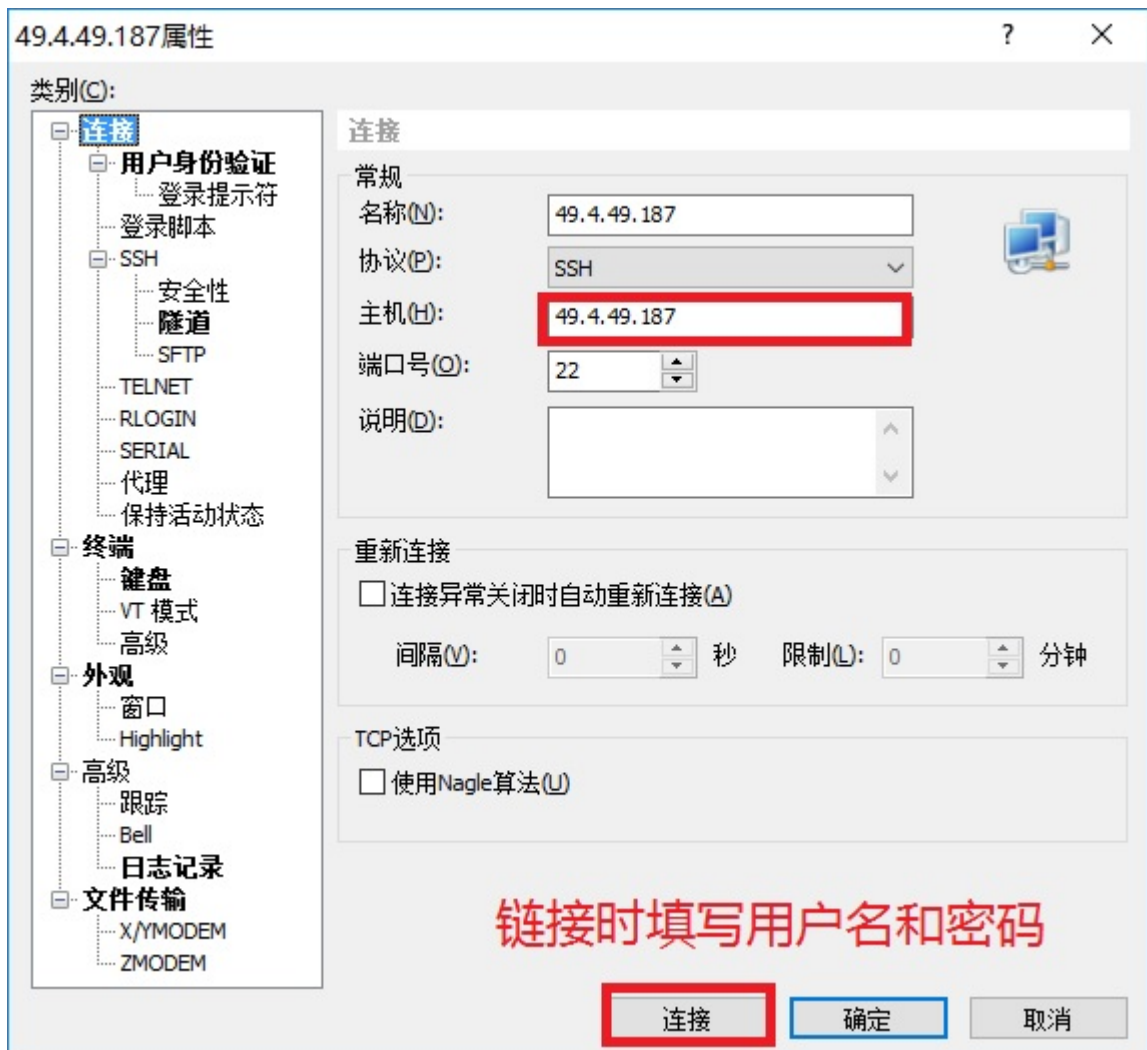 49.4.49.187属性
类别(C):
连接
用户身份验证
登录提示符
登录脚本
SSH
安全性
隧道
SFTP
TELNET
RLOGIN
SERIAL
代理
保持活动状态
终端
键盘
VT 模式
高级
外观
窗口
Highlight
高级
跟踪
Bell
日志记录
文件传输
X/YMODEM
ZMODEM
连接
常规
名称(N): 49.4.49.187
协议(P): SSH
主机(H): 49.4.49.187
端口号(O): 22
说明(D):
重新连接
连接异常关闭时自动重新连接(A)
间隔(V): 0 秒 限制(L): 0 分钟
TCP选项
使用Nagle算法(U)
链接时填写用户名和密码
连接 确定 取消